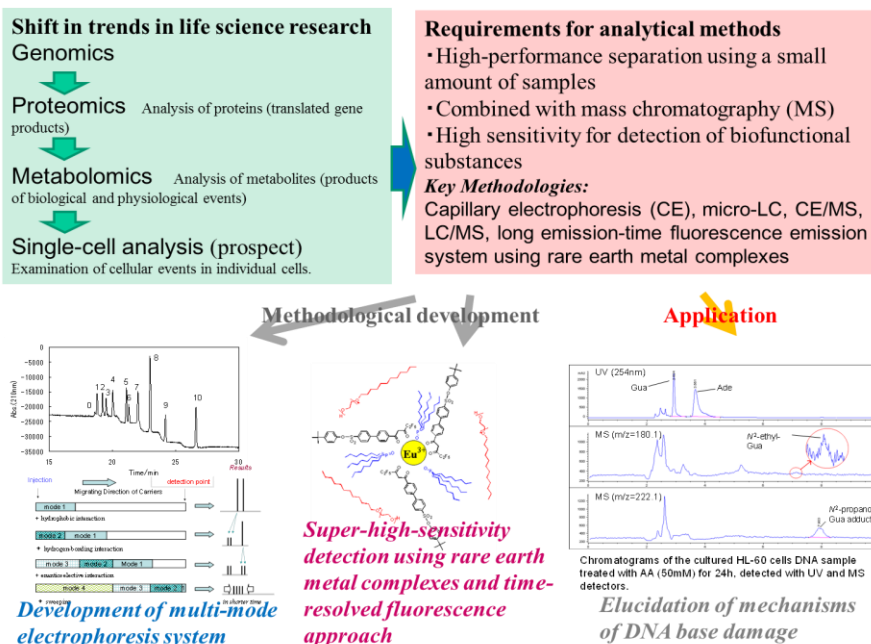 Shift in trends in life science research
Genomics
Proteomics Analysis of proteins (translated gene
products)
Metabolomics Analysis of metabolites (products
of biological and physiological events)
Single-cell analysis (prospect)
Examination of cellular events in individual cells.
Requirements for analytical methods
・High-performance separation using a small
amount of samples
・Combined with mass chromatography (MS)
・High sensitivity for detection of biofunctional
substances
Key Methodologies:
Capillary electrophoresis (CE), micro-LC, CE/MS,
LC/MS, long emission-time fluorescence emission
system using rare earth metal complexes
Methodological development
Application
0
-5000
-10000
-15000
-20000
-25000
-30000
-35000
Abs.(210nm)
0 1 2 3 4 5 6 7 8 9 10
15 20 25 30
Time/min
Injection
detection point
Results
Migrating Direction of Carriers
mode 1
+ hydrophobic interaction
mode 2 mode 1
+ hydrogen bonding interaction
mode 3 mode 2 Mode 1
+ enantioselective interaction
mode 4 mode 3
in shorter time
Development of multi-mode
electrophoresis system
Eu3+
Super-high-sensitivity
detection using rare earth
metal complexes and time-
resolved fluorescence
approach
UV (254nm)
Gua
Ade
MS (m/z=180.1)
N2-ethyl-
Gua
MS (m/z=222.1)
N2-propano
Gua adduct
Chromatograms of the cultured HL-60 cells DNA sample
treated with AA (50mM) for 24h, detected with UV and MS
detectors.
Elucidation of mechanisms
of DNA base damage